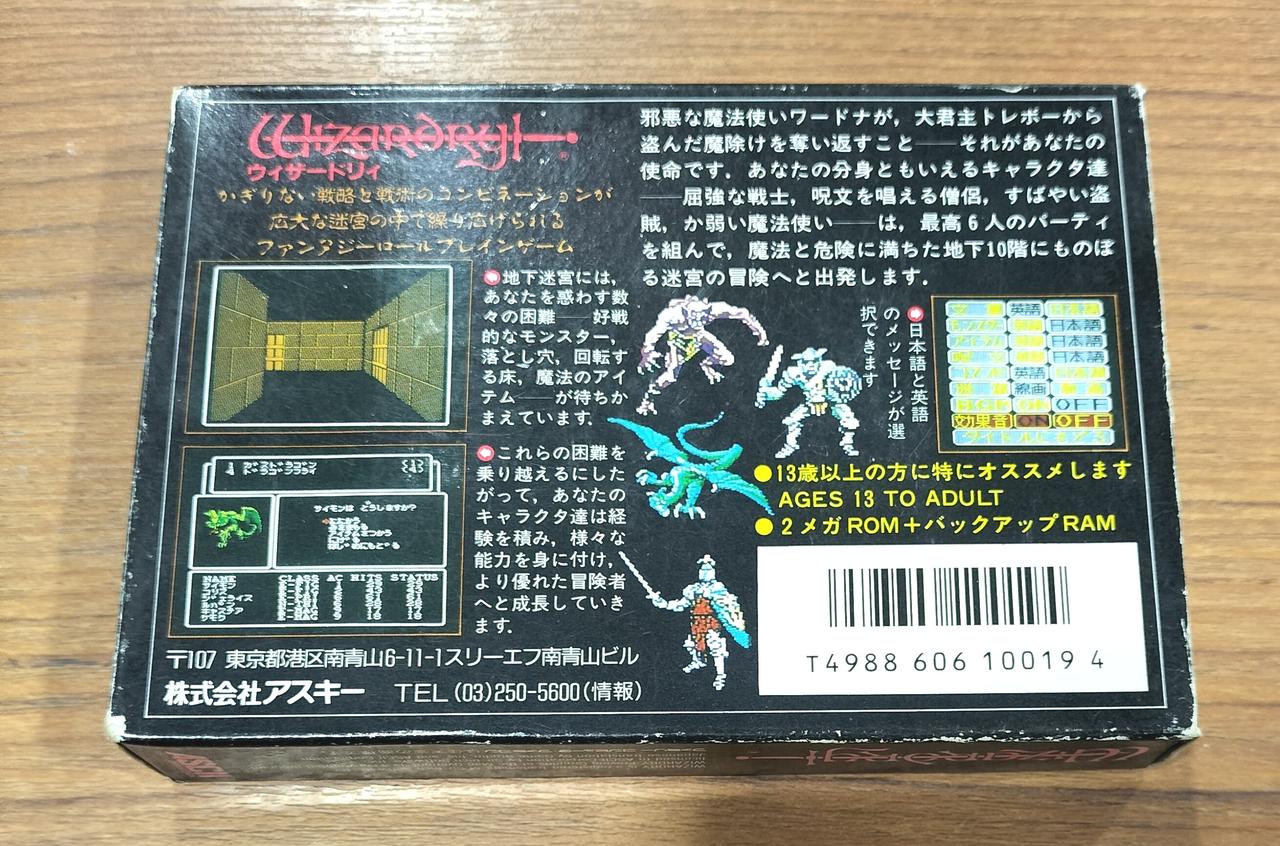 Wizardry
ウィザードリィ
かぎりない戦略と戦術のコンビネーションが
広大な迷宮の中で繰り広げられる
ファンタジーロールプレインゲーム
邪悪な魔法使いワードナが，大君主トレボーから
盗んだ魔除けを奪い返すこと──それがあなたの
使命です．あなたの分身ともいえるキャラクタ達
──屈強な戦士，呪文を唱える僧侶，すばやい盗
賊，か弱い魔法使い──は，最高6人のパーティ
を組んで，魔法と危険に満ちた地下10階にものぼ
る迷宮の冒険へと出発します．
地下迷宮には，
あなたを惑わす数
々の困難──好戦
的なモンスター，
落とし穴，回転す
る床，魔法のアイ
テム──が待ちか
まえています．
日本語と英語
のメッセージが選
択できます
英語
日本語
日本語
日本語
英語
線画
OFF
効果音 ON OFF
これらの困難を
乗り越えるにした
がって，あなたの
キャラクタ達は経
験を積み，様々な
能力を身に付け，
より優れた冒険者
へと成長していき
ます．
サイモンは どうしますか?
NAME CLASS AC HITS STATUS
●13歳以上の方に特にオススメします
AGES 13 TO ADULT
●2メガROM＋バックアップRAM
T4988 606 10019 4
〒107 東京都港区南青山6-11-1スリーエフ南青山ビル
株式会社アスキー TEL(03)250-5600(情報)
Wizardry
ASCII